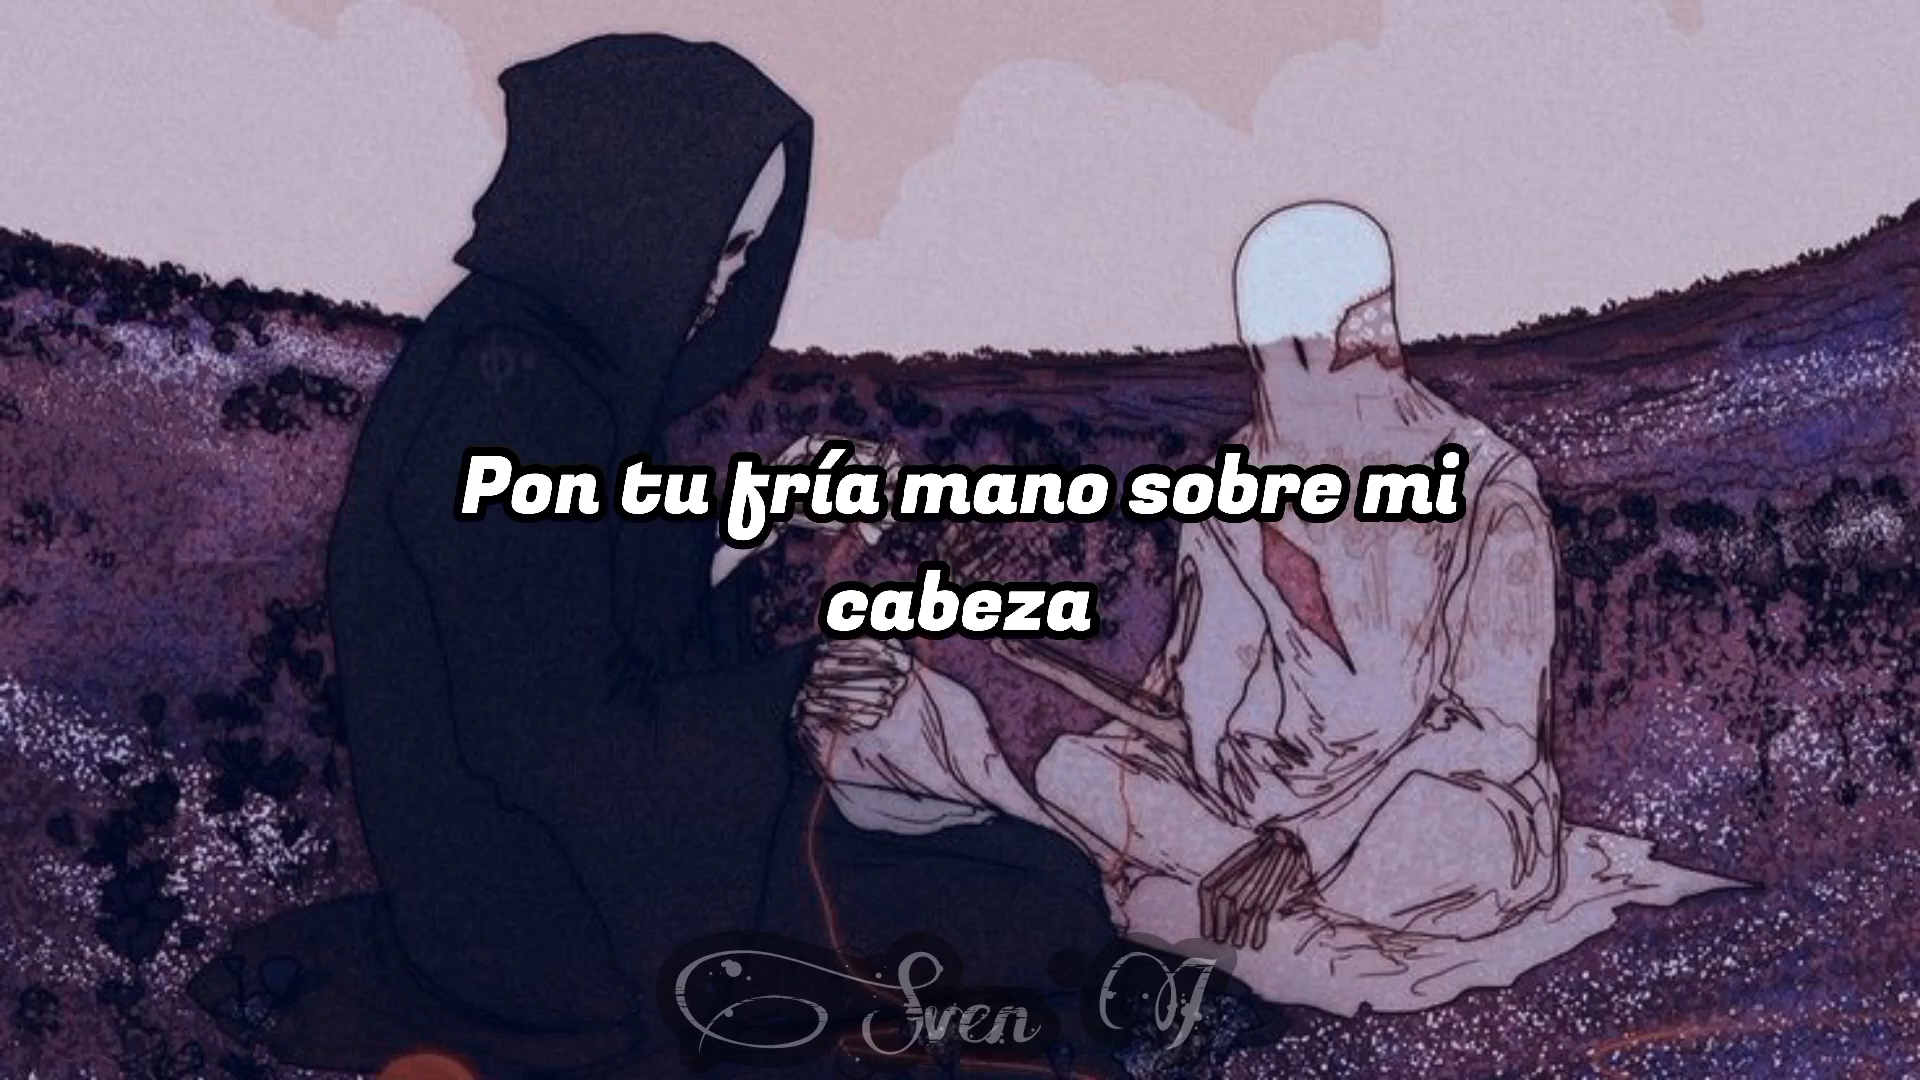 Pon tu fría mano sobre mi
cabeza
Sven